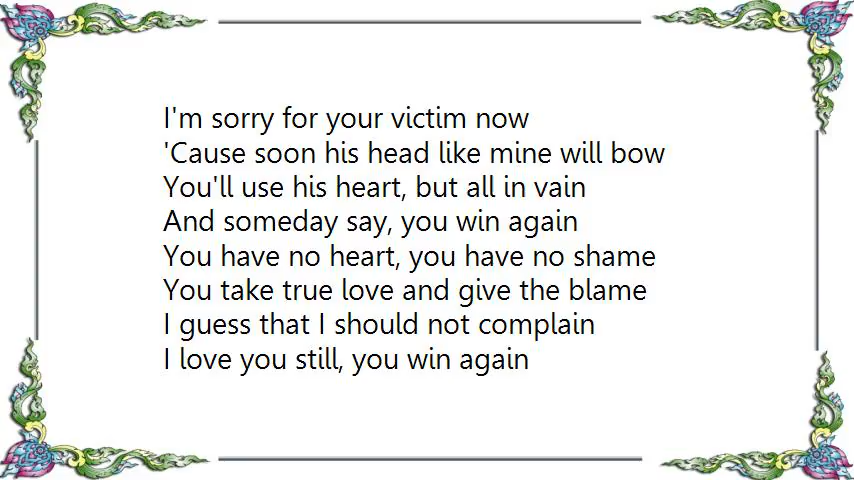 I'm sorry for your victim now
'Cause soon his head like mine will bow
You'll use his heart, but all in vain
And someday say, you win again
You have no heart, you have no shame
You take true love and give the blame
I guess that I should not complain
I love you still, you win again